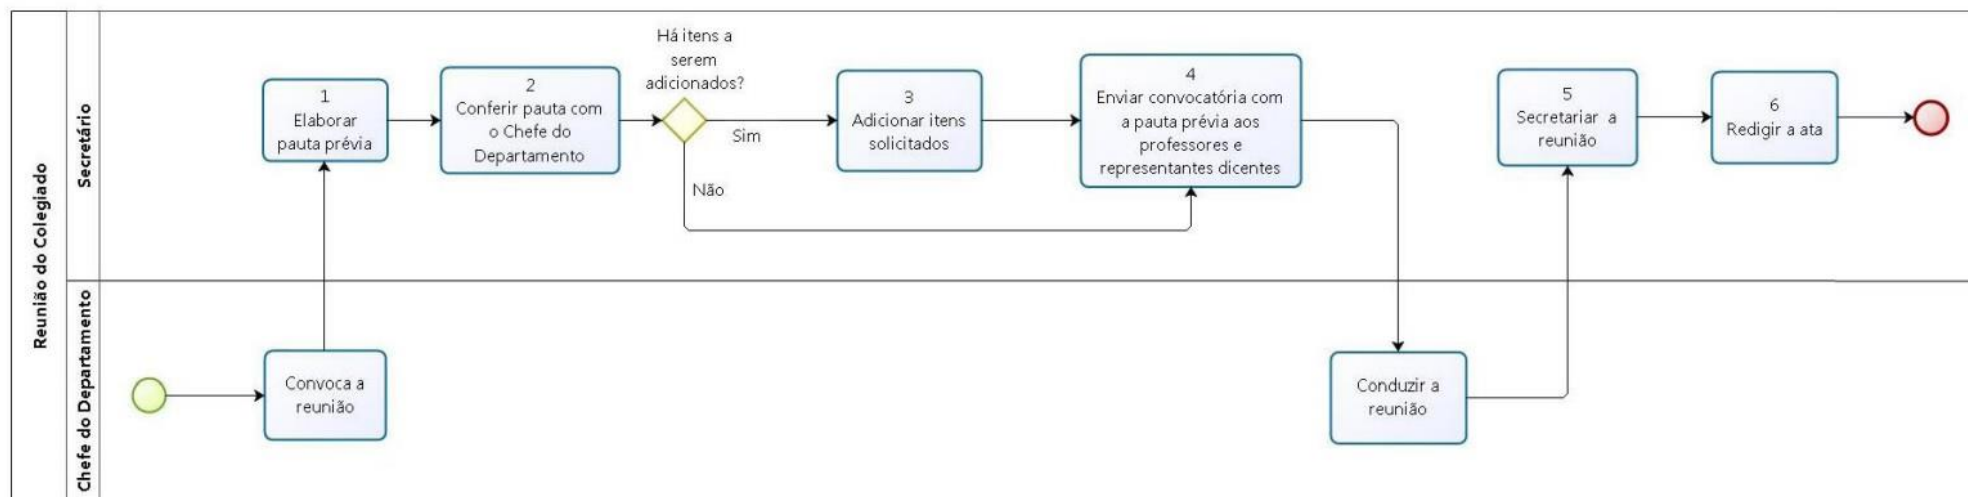 Reunião do Colegiado
Secretário
1
Elaborar
pauta prévia
2
Conferir pauta com
o Chefe do
Departamento
Há itens a
serem
adicionados?
Sim
Não
3
Adicionar itens
solicitados
4
Enviar convocatória com
a pauta prévia aos
professores e
representantes dicentes
5
Secretariar a
reunião
6
Redigir a ata
Chefe do Departamento
Convoca a
reunião
Conduzir a
reunião